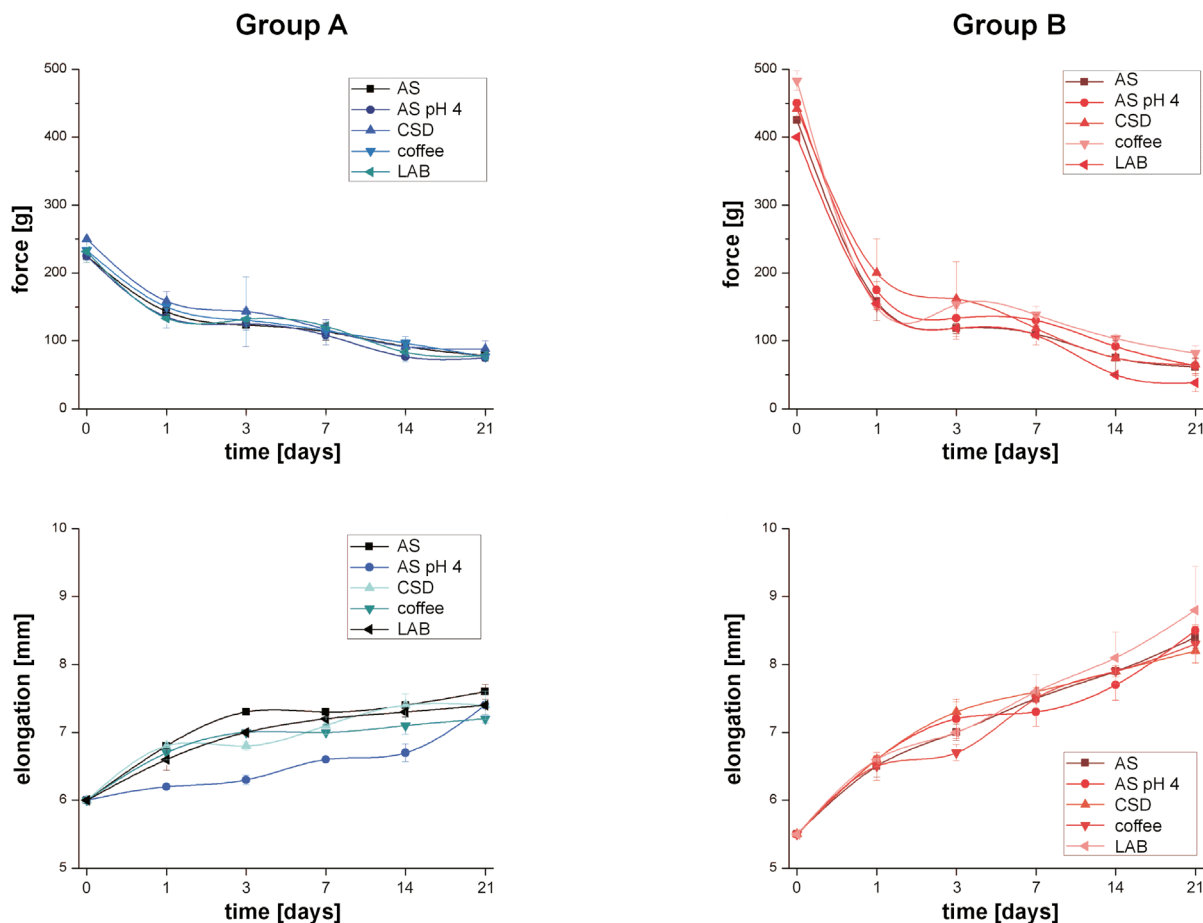 Group A
500
400
300
200
100
0
force [g]
AS
AS pH 4
CSD
coffee
LAB
0 1 3 7 14 21
time [days]
Group B
500
400
300
200
100
0
force [g]
AS
AS pH 4
CSD
coffee
LAB
0 1 3 7 14 21
time [days]
10
9
8
7
6
5
elongation [mm]
AS
AS pH 4
CSD
coffee
LAB
0 1 3 7 14 21
time [days]
10
9
8
7
6
5
elongation [mm]
AS
AS pH 4
CSD
coffee
LAB
0 1 3 7 14 21
time [days]